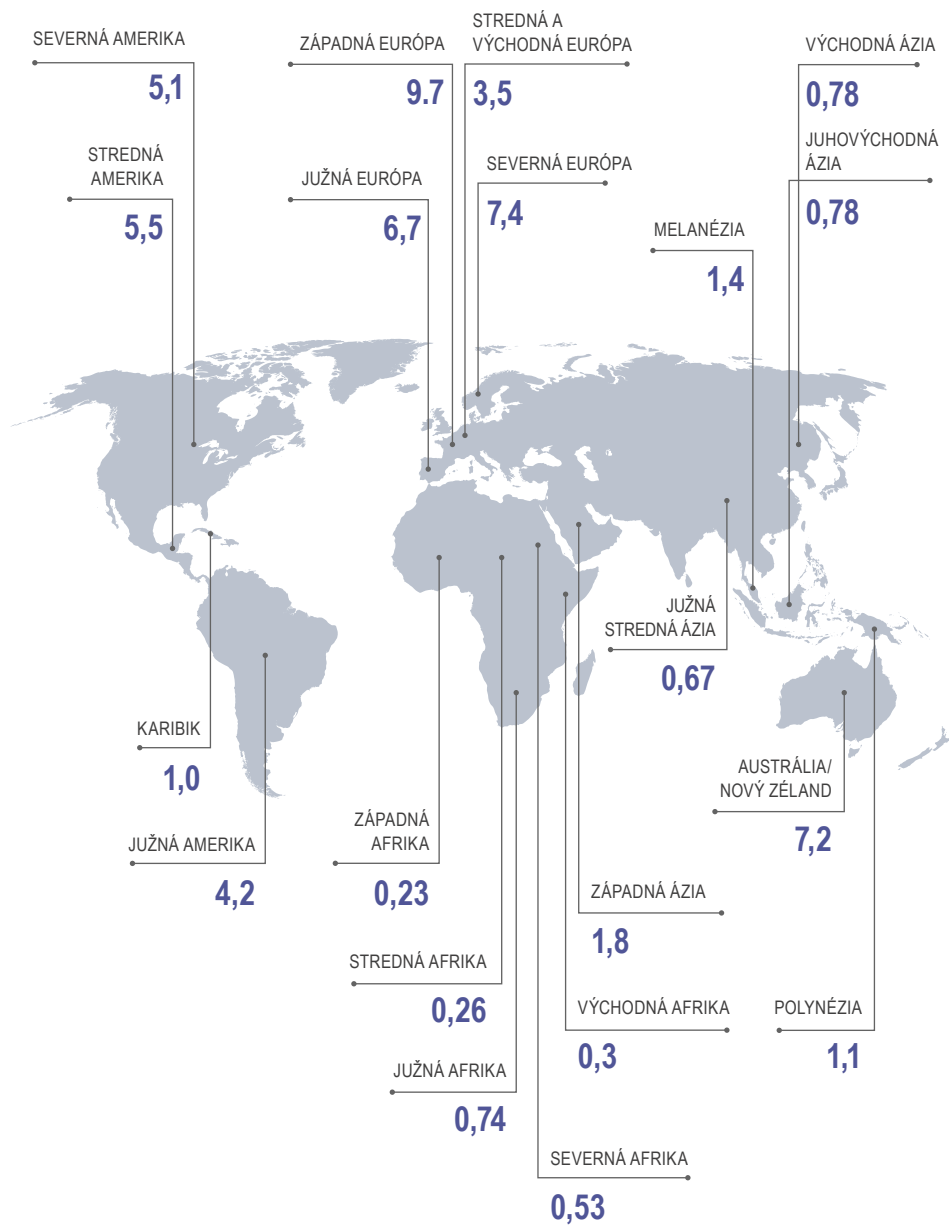 SEVERNÁ AMERIKA
5,1
STREDNÁ
AMERIKA
5,5
ZÁPADNÁ EURÓPA
9.7
STREDNÁ A
VÝCHODNÁ EURÓPA
3,5
JUŽNÁ EURÓPA
6,7
SEVERNÁ EURÓPA
7,4
VÝCHODNÁ ÁZIA
0,78
JUHOVÝCHODNÁ
ÁZIA
0,78
MELANÉZIA
1,4
JUŽNÁ
STREDNÁ ÁZIA
0,67
KARIBIK
1,0
JUŽNÁ AMERIKA
4,2
ZÁPADNÁ
AFRIKA
0,23
AUSTRÁLIA/
NOVÝ ZÉLAND
7,2
ZÁPADNÁ ÁZIA
1,8
STREDNÁ AFRIKA
0,26
VÝCHODNÁ AFRIKA
0,3
POLYNÉZIA
1,1
JUŽNÁ AFRIKA
0,74
SEVERNÁ AFRIKA
0,53